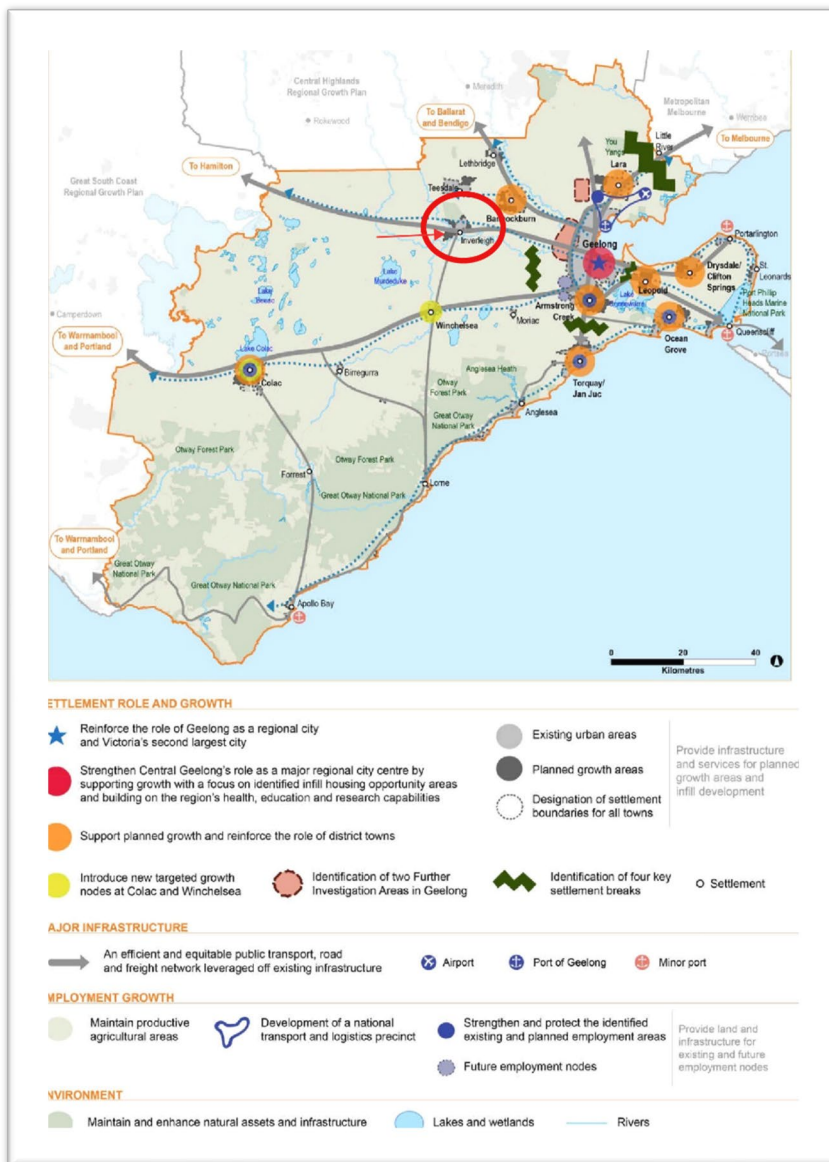 Central Highlands
Regional Growth Plan
Meredith
Rokewood
To Ballarat
and Bendigo
Metropolitan
Melbourne
Werribee
Little
River
You
Yangs
To Melbourne
Lethbridge
Lara
To Hamilton
Teesdale
Great South Coast
Regional Growth Plan
Bannockburn
Inverleigh
Geelong
Portarlington
Drysdale/
Clifton
Springs
St.
Leonards
Leopold
Lake
Murdeduke
Port Phillip
Heads Marine
National Park
Armstrong
Creek
Lake
Camperdown
Winchelsea
Moriac
Ocean
Grove
Queenscliff
To Warrnambool
and Portland
Lake Colac
Colac
Birregurra
Anglesea Heath
Torquay/
Jan Juc
Otway
Forest Park
Great Otway
National Park
Anglesea
Otway Forest Park
Otway Forest Park
Forrest
Lorne
Great Otway National Park
To Warrnambool
and Portland
Great Otway
National Park
Great Otway National Park
Apollo Bay
0 20 40
Kilometres
ETTLEMENT ROLE AND GROWTH
Reinforce the role of Geelong as a regional city
and Victoria's second largest city
Strengthen Central Geelong's role as a major regional city centre by
supporting growth with a focus on identified infill housing opportunity areas
and building on the region's health, education and research capabilities
Support planned growth and reinforce the role of district towns
Existing urban areas
Planned growth areas
Designation of settlement
boundaries for all towns
Provide infrastructure
and services for planned
growth areas and
infill development
Introduce new targeted growth
nodes at Colac and Winchelsea
Identification of two Further
Investigation Areas in Geelong
Identification of four key
settlement breaks
Settlement
AJOR INFRASTRUCTURE
An efficient and equitable public transport, road
and freight network leveraged off existing infrastructure
Airport
Port of Geelong
Minor port
MPLOYMENT GROWTH
Maintain productive
agricultural areas
Development of a national
transport and logistics precinct
Strengthen and protect the identified
existing and planned employment areas
Future employment nodes
Provide land and
infrastructure for
existing and future
employment nodes
NVIRONMENT
Maintain and enhance natural assets and infrastructure
Lakes and wetlands
Rivers